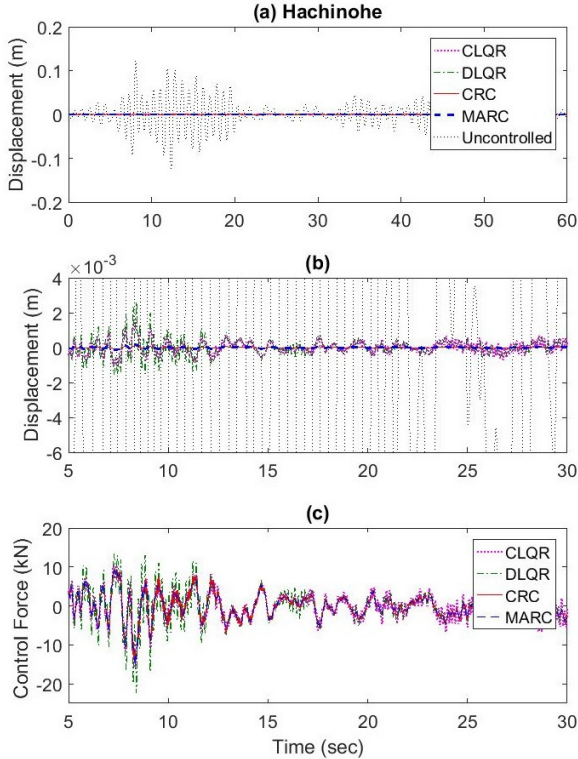 (a) Hachinohe
Displacement (m)
0.2
0.1
0
-0.1
-0.2
0 10 20 30 40 50 60
CLQR
DLQR
CRC
MARC
Uncontrolled
(b)
×10⁻³
Displacement (m)
4
2
0
-2
-4
-6
5 10 15 20 25 30
(c)
Control Force (kN)
20
10
0
-10
-20
5 10 15 20 25 30
CLQR
DLQR
CRC
MARC
Time (sec)